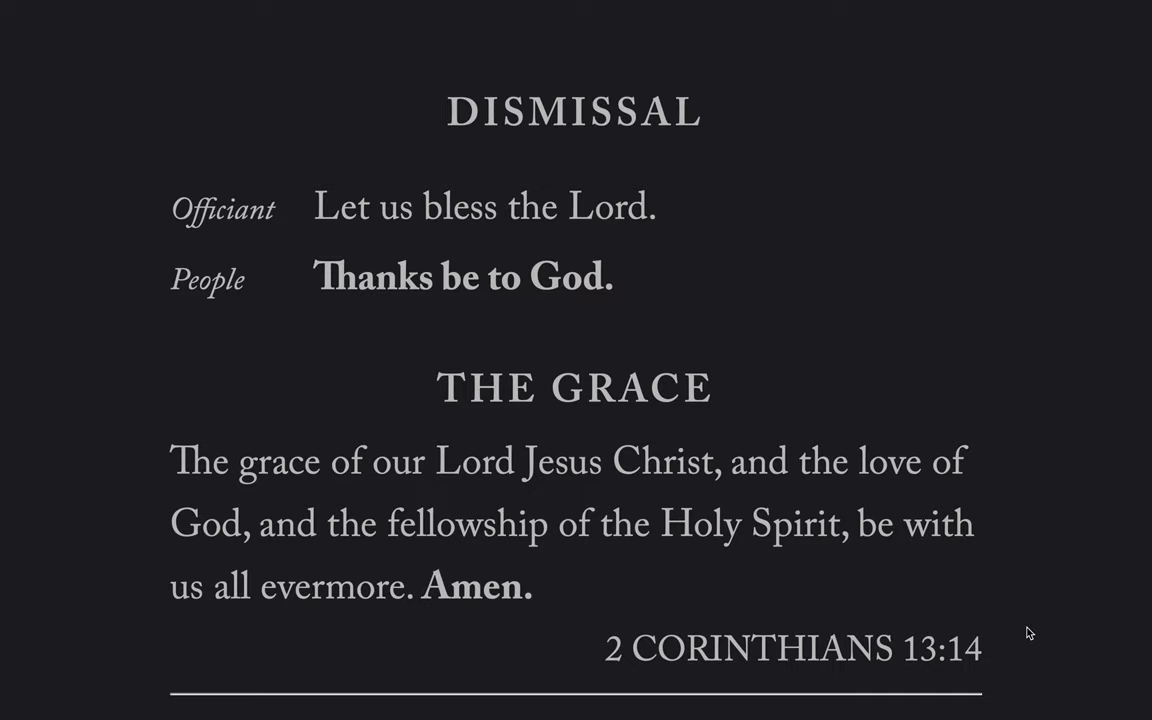 DISMISSAL
Officiant Let us bless the Lord.
People Thanks be to God.
THE GRACE
The grace of our Lord Jesus Christ, and the love of
God, and the fellowship of the Holy Spirit, be with
us all evermore. Amen.
2 CORINTHIANS 13:14